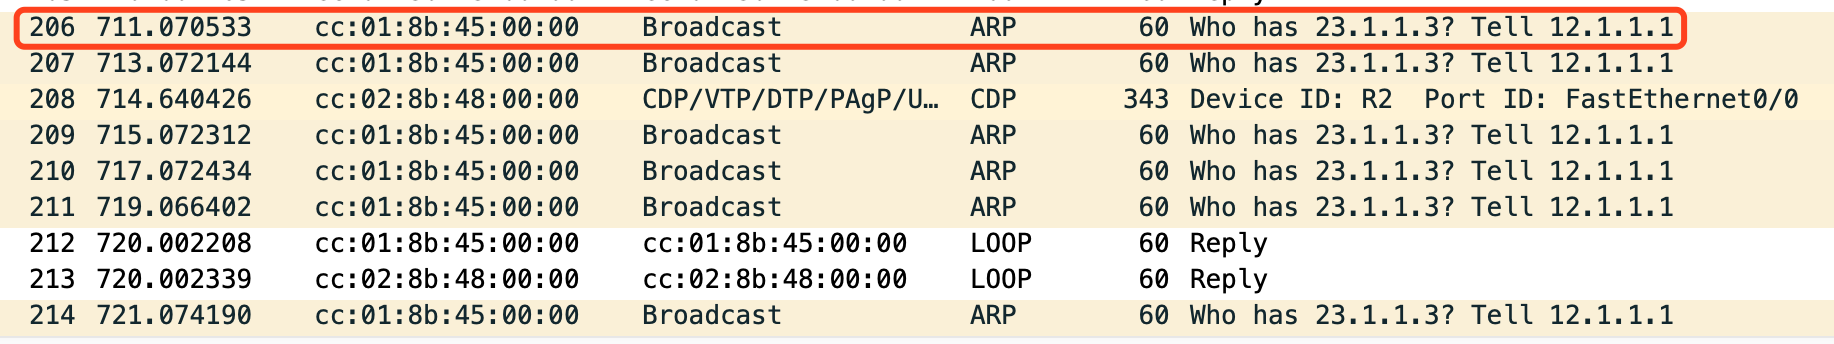 206 711.070533 cc:01:8b:45:00:00 Broadcast ARP 60 Who has 23.1.1.3? Tell 12.1.1.1
207 713.072144 cc:01:8b:45:00:00 Broadcast ARP 60 Who has 23.1.1.3? Tell 12.1.1.1
208 714.640426 cc:02:8b:48:00:00 CDP/VTP/DTP/PAgP/U… CDP 343 Device ID: R2 Port ID: FastEthernet0/0
209 715.072312 cc:01:8b:45:00:00 Broadcast ARP 60 Who has 23.1.1.3? Tell 12.1.1.1
210 717.072434 cc:01:8b:45:00:00 Broadcast ARP 60 Who has 23.1.1.3? Tell 12.1.1.1
211 719.066402 cc:01:8b:45:00:00 Broadcast ARP 60 Who has 23.1.1.3? Tell 12.1.1.1
212 720.002208 cc:01:8b:45:00:00 cc:01:8b:45:00:00 LOOP 60 Reply
213 720.002339 cc:02:8b:48:00:00 cc:02:8b:48:00:00 LOOP 60 Reply
214 721.074190 cc:01:8b:45:00:00 Broadcast ARP 60 Who has 23.1.1.3? Tell 12.1.1.1